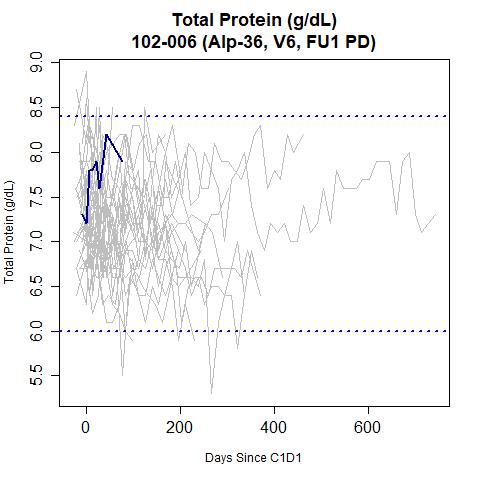 Total Protein (g/dL)
102-006 (Alp-36, V6, FU1 PD)
Total Protein (g/dL)
9.0
8.5
8.0
7.5
7.0
6.5
6.0
5.5
0 200 400 600
Days Since C1D1